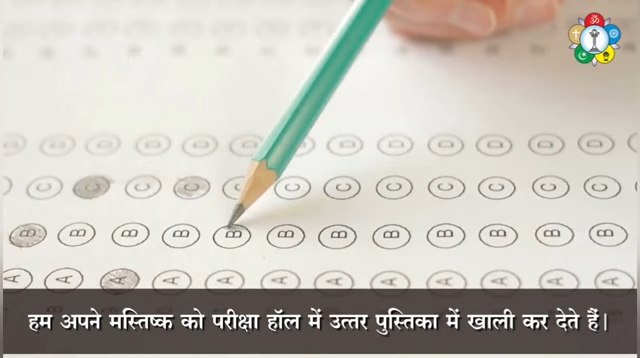 ॐ
D D D D D D D D D D D D
C C C C C C C C C C C C
B B B B B B B B B B B B
A A A A A A A A A A A A
हम अपने मस्तिष्क को परीक्षा हॉल में उत्तर पुस्तिका में खाली कर देते हैं।